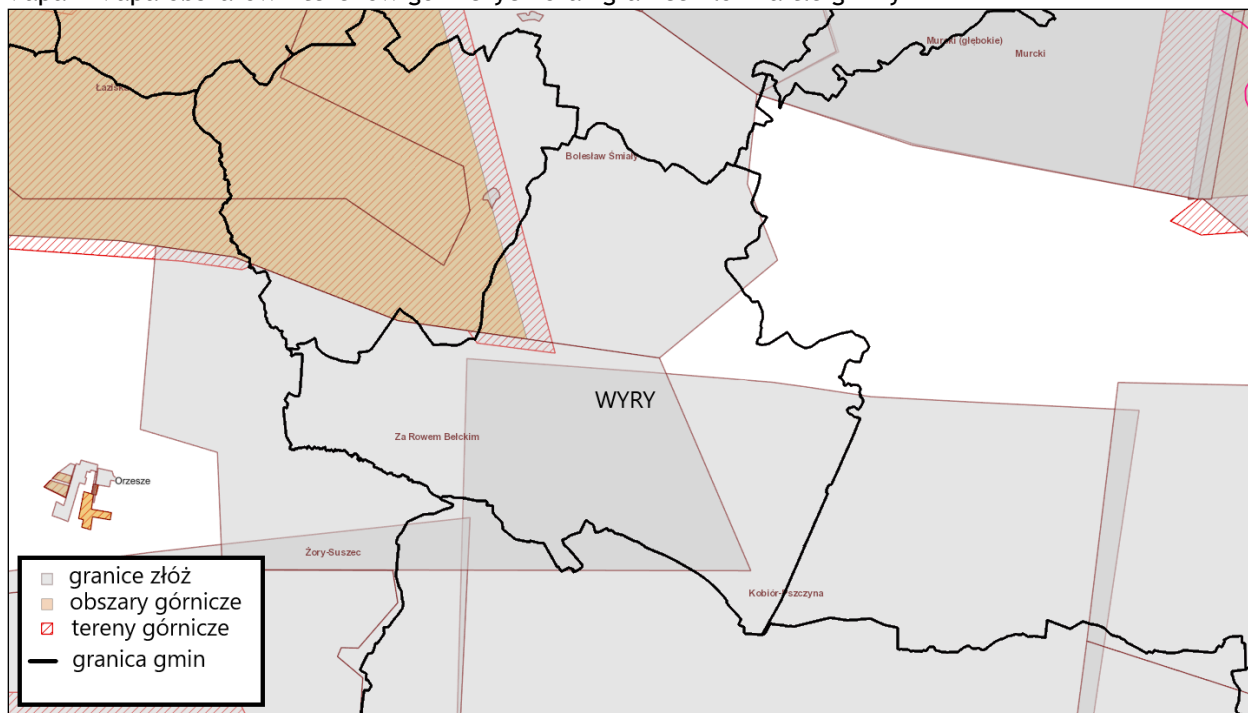 Murcki (głębokie)
Murcki
Łaziska
Bolesław Śmiały
WYRY
Za Rowem Bełckim
Orzesze
Żory-Suszec
Kobiór-Pszczyna
granice złóż
obszary górnicze
tereny górnicze
granica gmin